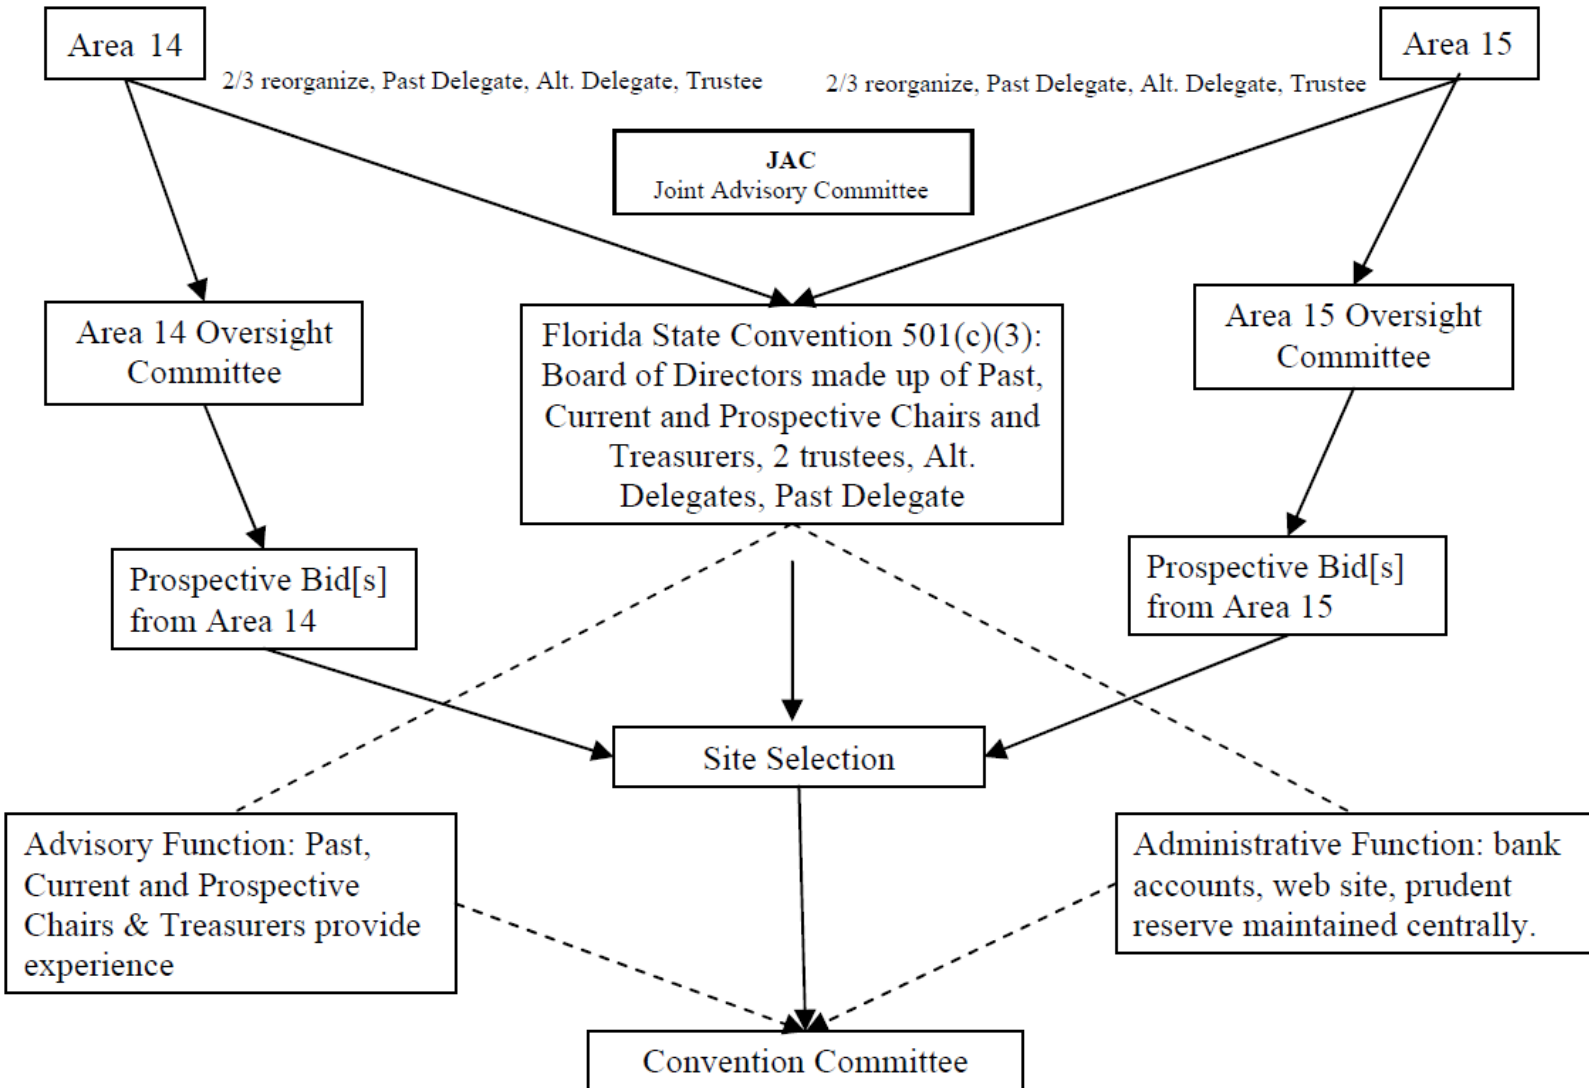 Area 14
Area 15
2/3 reorganize, Past Delegate, Alt. Delegate, Trustee
2/3 reorganize, Past Delegate, Alt. Delegate, Trustee
JAC
Joint Advisory Committee
Area 14 Oversight
Committee
Florida State Convention 501(c)(3):
Board of Directors made up of Past,
Current and Prospective Chairs and
Treasurers, 2 trustees, Alt.
Delegates, Past Delegate
Area 15 Oversight
Committee
Prospective Bid[s]
from Area 14
Prospective Bid[s]
from Area 15
Site Selection
Advisory Function: Past,
Current and Prospective
Chairs & Treasurers provide
experience
Administrative Function: bank
accounts, web site, prudent
reserve maintained centrally.
Convention Committee